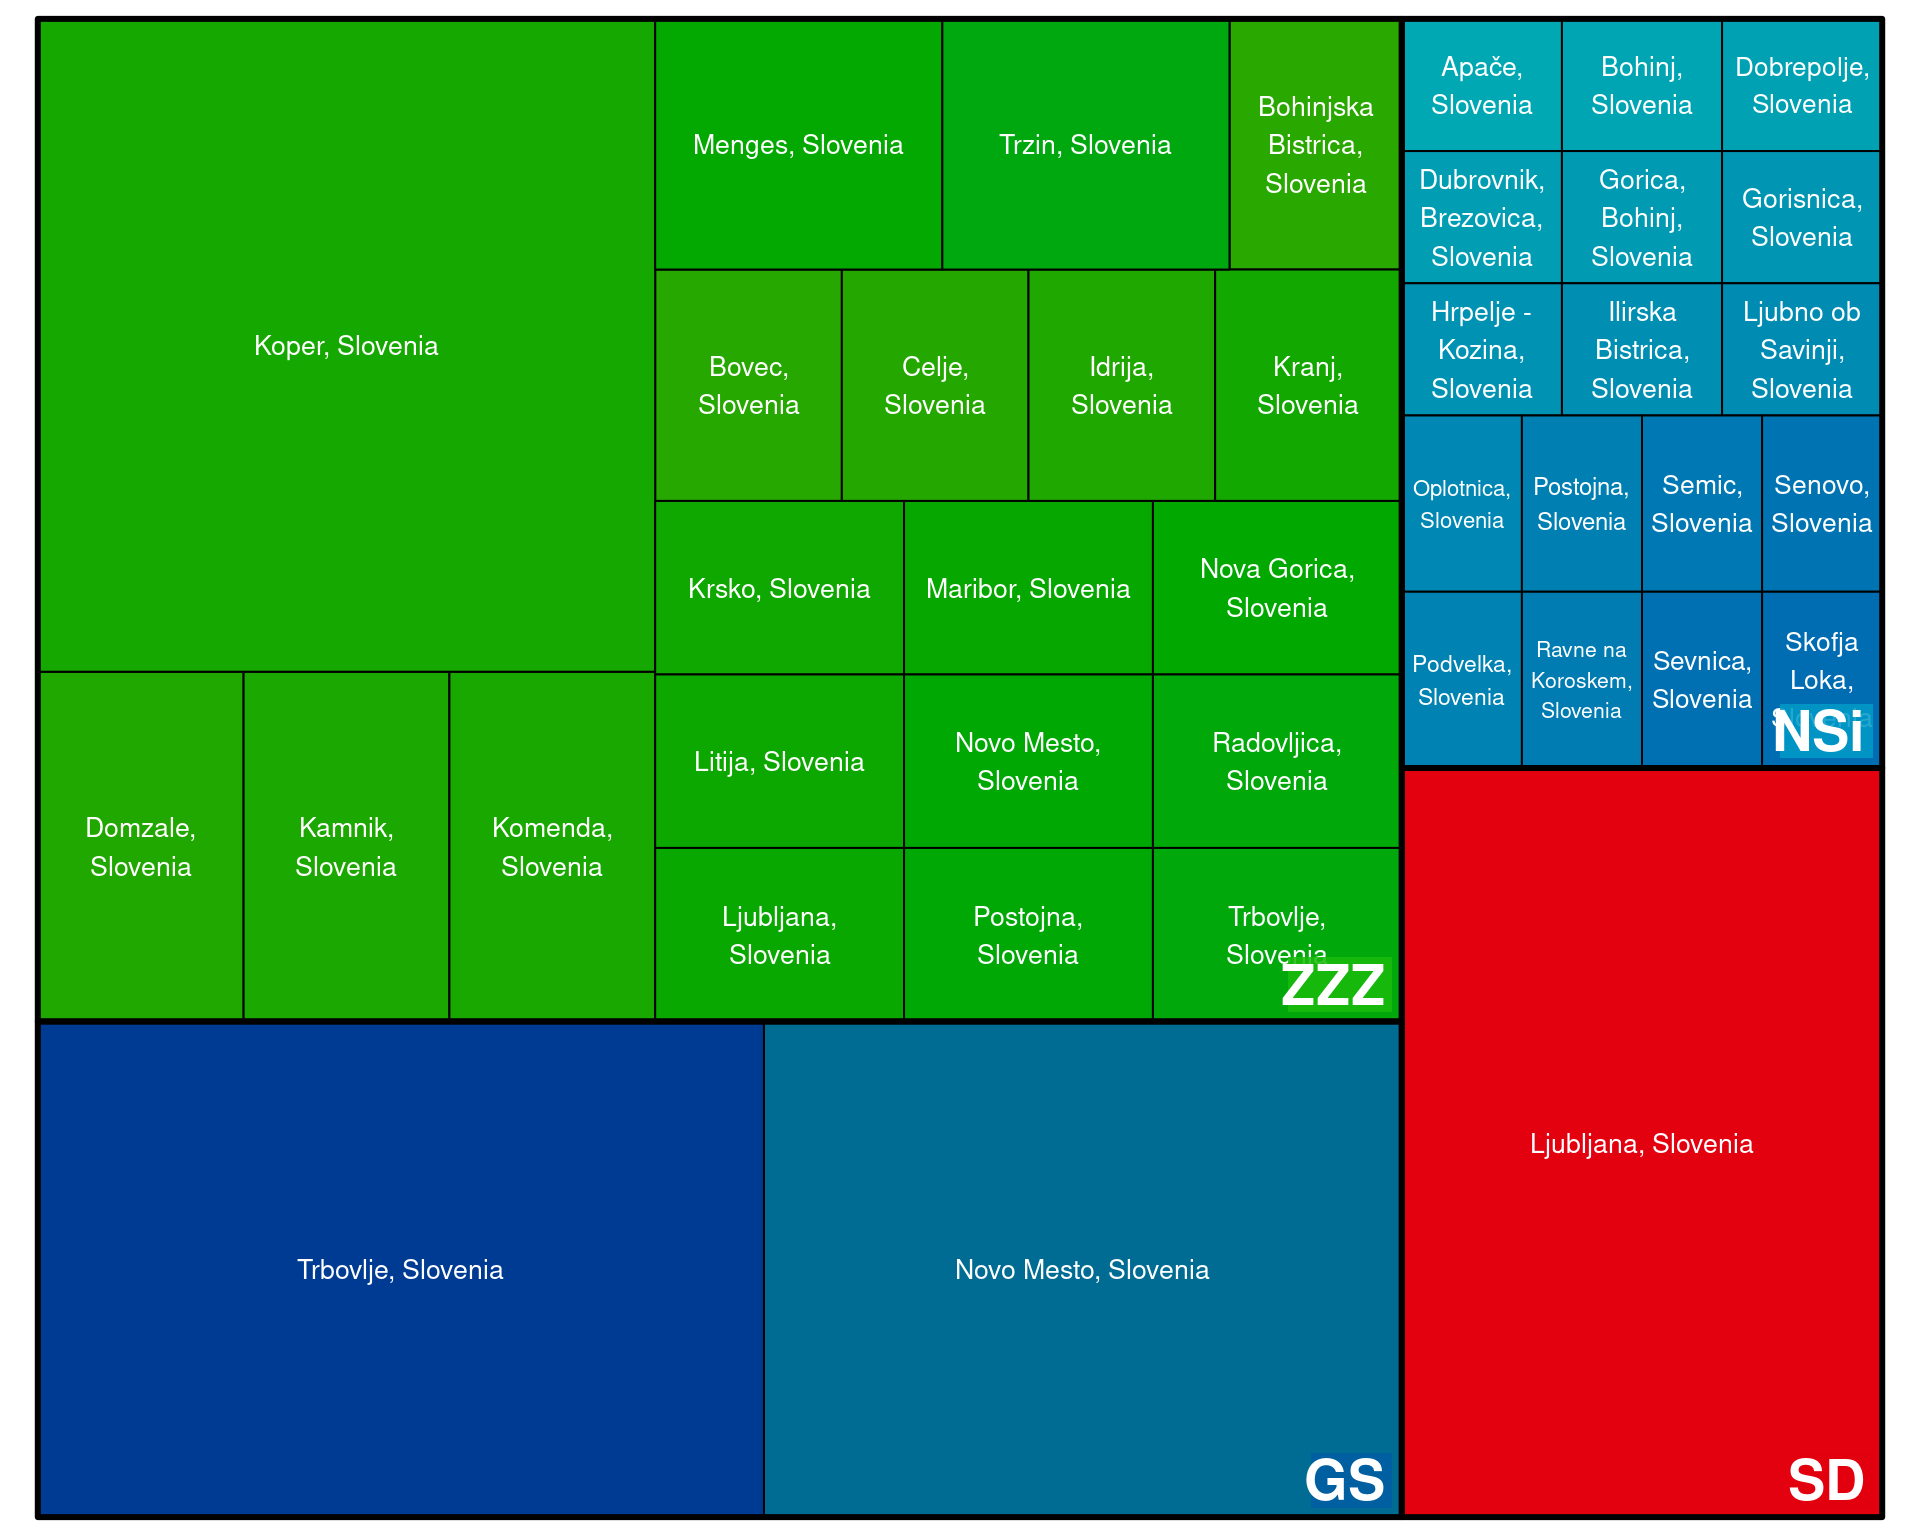 Koper, Slovenia
Menges, Slovenia
Trzin, Slovenia
Bohinjska
Bistrica,
Slovenia
Bovec,
Slovenia
Celje,
Slovenia
Idrija,
Slovenia
Kranj,
Slovenia
Krsko, Slovenia
Maribor, Slovenia
Nova Gorica,
Slovenia
Litija, Slovenia
Novo Mesto,
Slovenia
Radovljica,
Slovenia
Ljubljana,
Slovenia
Postojna,
Slovenia
Trbovlje,
Slovenia
Domzale,
Slovenia
Kamnik,
Slovenia
Komenda,
Slovenia
ZZZ
Apače,
Slovenia
Bohinj,
Slovenia
Dobrepolje,
Slovenia
Dubrovnik,
Brezovica,
Slovenia
Gorica,
Bohinj,
Slovenia
Gorisnica,
Slovenia
Hrpelje -
Kozina,
Slovenia
Ilirska
Bistrica,
Slovenia
Ljubno ob
Savinji,
Slovenia
Oplotnica,
Slovenia
Postojna,
Slovenia
Semic,
Slovenia
Senovo,
Slovenia
Podvelka,
Slovenia
Ravne na
Koroskem,
Slovenia
Sevnica,
Slovenia
Skofja
Loka,
Slovenia
NSi
Trbovlje, Slovenia
Novo Mesto, Slovenia
GS
Ljubljana, Slovenia
SD